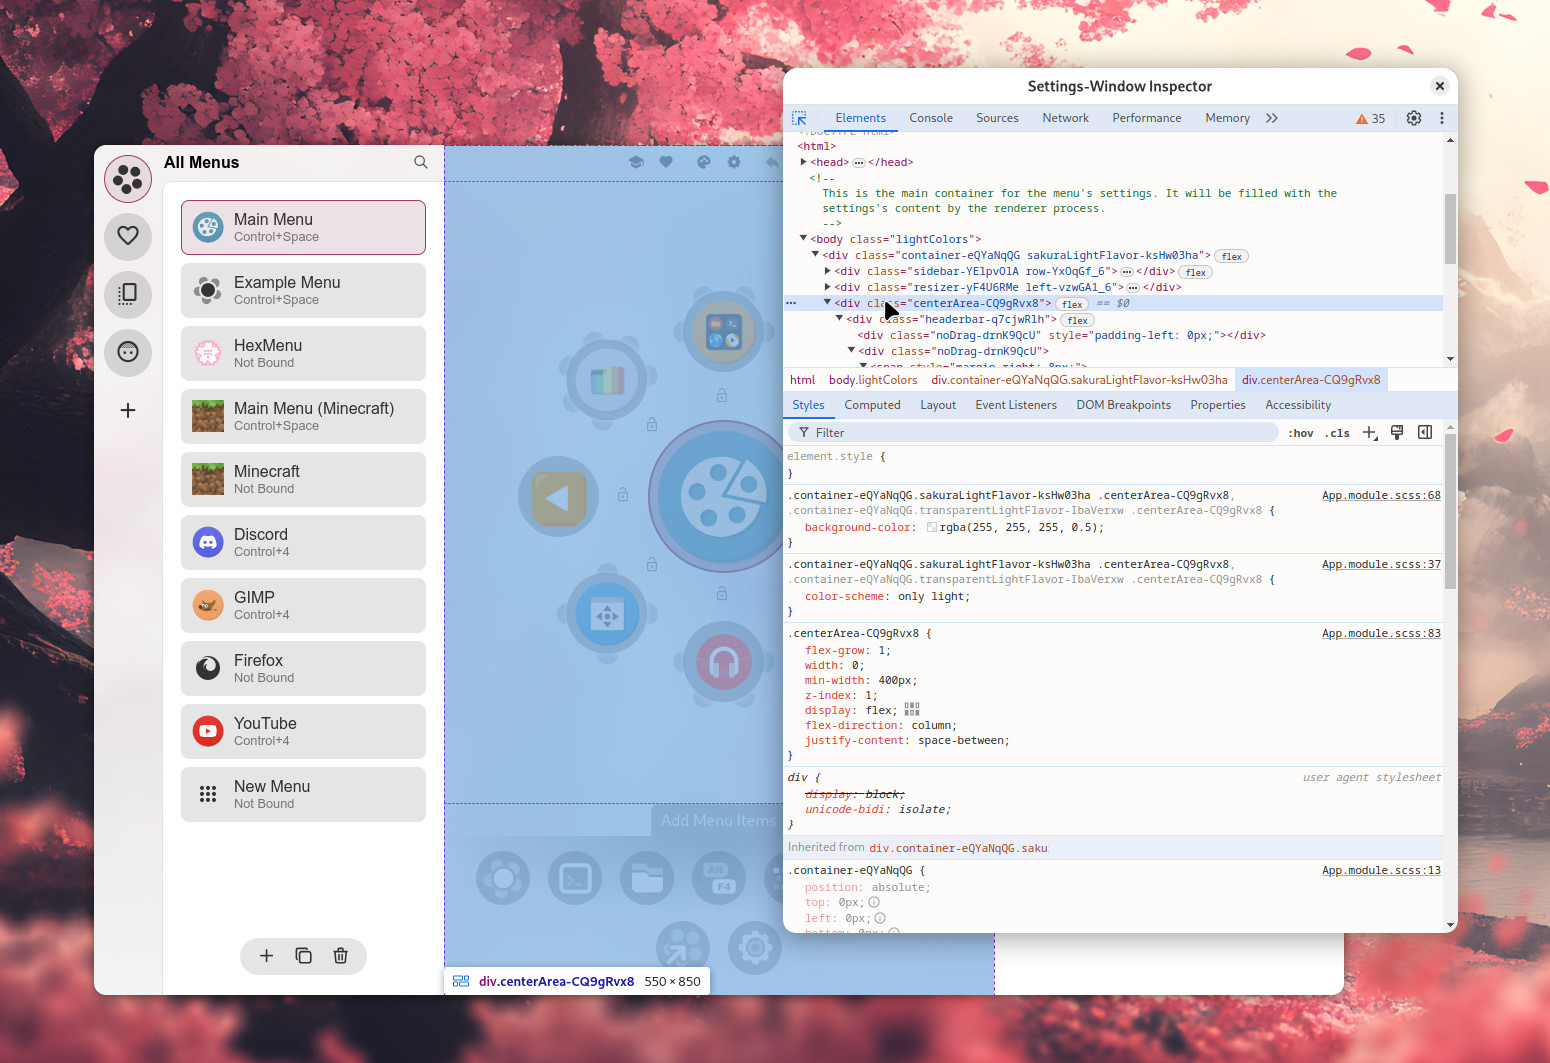 All Menus
Main Menu
Control+Space
Example Menu
Control+Space
HexMenu
Not Bound
Main Menu (Minecraft)
Control+Space
Minecraft
Not Bound
Discord
Control+4
GIMP
Control+4
Firefox
Not Bound
YouTube
Control+4
New Menu
Not Bound
Add Menu Items
Alt
F4
div.centerArea-CQ9gRvx8 550 × 850
Settings-Window Inspector
Elements Console Sources Network Performance Memory 35
<!DOCTYPE html>
<html>
<head> ••• </head>
<!--
This is the main container for the menu's settings. It will be filled with the
settings's content by the renderer process.
-->
<body class="lightColors">
<div class="container-eQYaNqQG sakuraLightFlavor-ksHw03ha"> flex
<div class="sidebar-YElpvOlA row-YxOqGf_6"> ••• </div> flex
<div class="resizer-yF4U6RMe left-vzwGA1_6"> ••• </div>
••• <div class="centerArea-CQ9gRvx8"> flex == $0
<div class="headerbar-q7cjwRlh"> flex
<div class="noDrag-drnK9QcU" style="padding-left: 0px;"></div>
<div class="noDrag-drnK9QcU">
<span style="margin-right: 8px;">
html body.lightColors div.container-eQYaNqQG.sakuraLightFlavor-ksHw03ha div.centerArea-CQ9gRvx8
Styles Computed Layout Event Listeners DOM Breakpoints Properties Accessibility
Filter :hov .cls
element.style {
}
.container-eQYaNqQG.sakuraLightFlavor-ksHw03ha .centerArea-CQ9gRvx8, App.module.scss:68
.container-eQYaNqQG.transparentLightFlavor-IbaVerxw .centerArea-CQ9gRvx8 {
background-color: rgba(255, 255, 255, 0.5);
}
.container-eQYaNqQG.sakuraLightFlavor-ksHw03ha .centerArea-CQ9gRvx8, App.module.scss:37
.container-eQYaNqQG.transparentLightFlavor-IbaVerxw .centerArea-CQ9gRvx8 {
color-scheme: only light;
}
.centerArea-CQ9gRvx8 { App.module.scss:83
flex-grow: 1;
width: 0;
min-width: 400px;
z-index: 1;
display: flex;
flex-direction: column;
justify-content: space-between;
}
div { user agent stylesheet
display: block;
unicode-bidi: isolate;
}
Inherited from div.container-eQYaNqQG.saku
.container-eQYaNqQG { App.module.scss:13
position: absolute;
top: 0px;
left: 0px;
bottom: 0px;